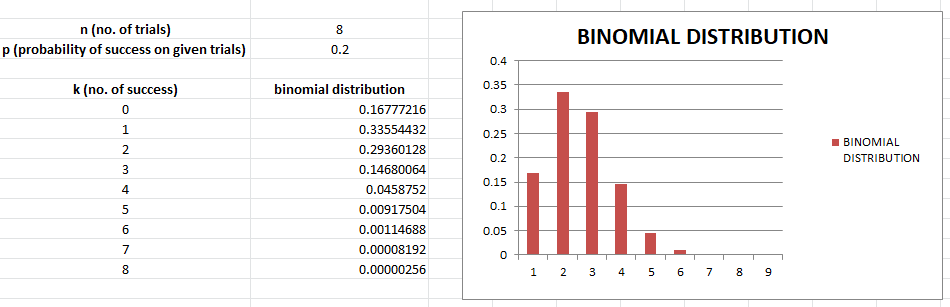 n (no. of trials) 8
p (probability of success on given trials) 0.2
k (no. of success) binomial distribution
0 0.16777216
1 0.33554432
2 0.29360128
3 0.14680064
4 0.0458752
5 0.00917504
6 0.00114688
7 0.00008192
8 0.00000256
BINOMIAL DISTRIBUTION
0.4
0.35
0.3
0.25
0.2
0.15
0.1
0.05
0
1 2 3 4 5 6 7 8 9
BINOMIAL
DISTRIBUTION